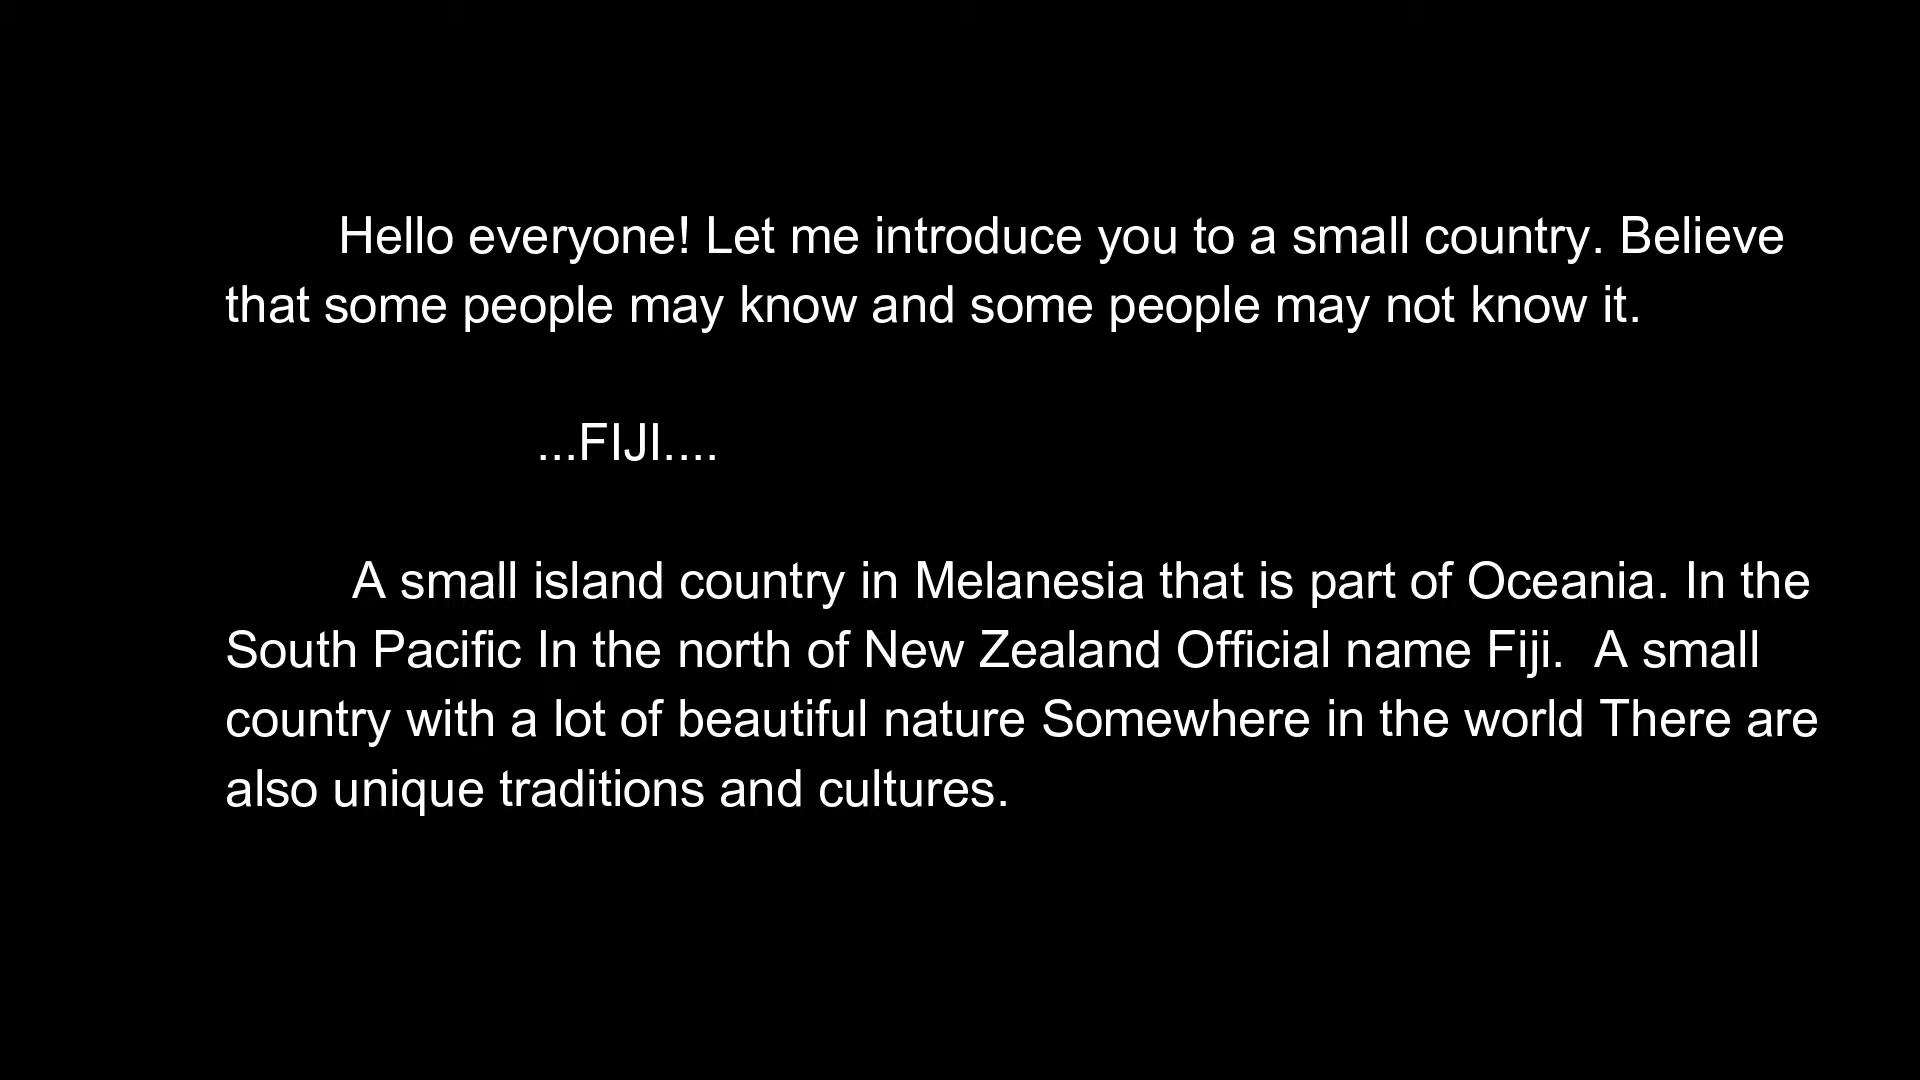 Hello everyone! Let me introduce you to a small country. Believe
that some people may know and some people may not know it.
...FIJI....
A small island country in Melanesia that is part of Oceania. In the
South Pacific In the north of New Zealand Official name Fiji.  A small
country with a lot of beautiful nature Somewhere in the world There are
also unique traditions and cultures.